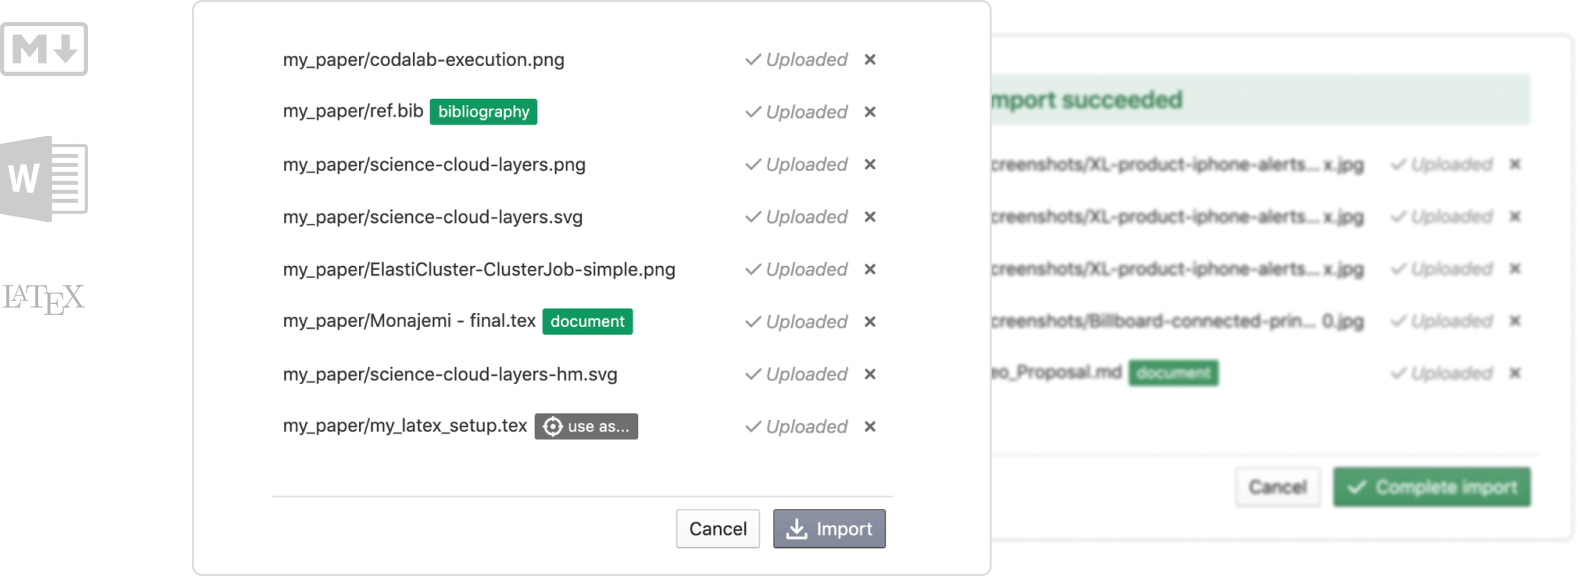 M
W
LATEX
my_paper/codalab-execution.png Uploaded
my_paper/ref.bib bibliography Uploaded
my_paper/science-cloud-layers.png Uploaded
my_paper/science-cloud-layers.svg Uploaded
my_paper/ElastiCluster-ClusterJob-simple.png Uploaded
my_paper/Monajemi - final.tex document Uploaded
my_paper/science-cloud-layers-hm.svg Uploaded
my_paper/my_latex_setup.tex use as... Uploaded
Cancel Import
mport succeeded
creenshots/XL-product-iphone-alerts... x.jpg Uploaded
creenshots/XL-product-iphone-alerts... x.jpg Uploaded
creenshots/XL-product-iphone-alerts... x.jpg Uploaded
creenshots/Billboard-connected-prin... 0.jpg Uploaded
eo_Proposal.md document Uploaded
Cancel Complete import